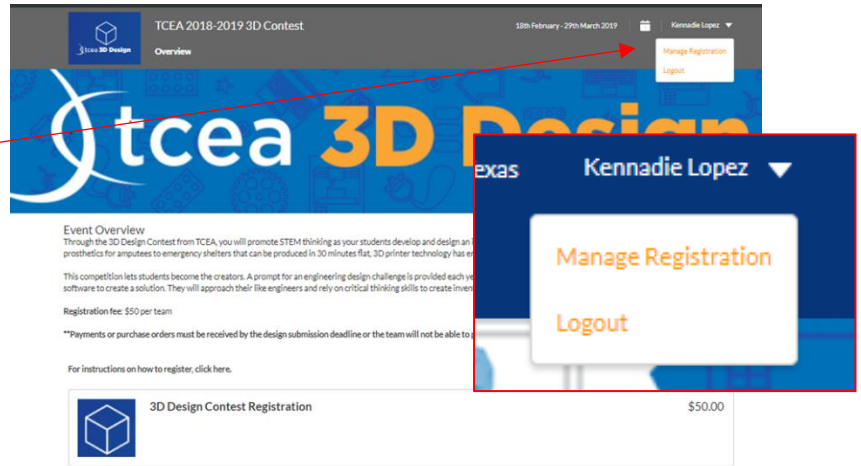 TCEA 2018-2019 3D Contest
18th February - 29th March 2019
Kennadie Lopez
tcea 3D Design
Overview
Manage Registration
Logout
tcea 3D Design
exas
Kennadie Lopez
Manage Registration
Logout
Event Overview
Through the 3D Design Contest from TCEA, you will promote STEM thinking as your students develop and design an
prosthetics for amputees to emergency shelters that can be produced in 30 minutes flat, 3D printer technology has
This competition lets students become the creators. A prompt for an engineering design challenge is provided each
software to create a solution. They will approach their like engineers and rely on critical thinking skills to create
Registration fee: $50 per team
**Payments or purchase orders must be received by the design submission deadline or the team will not be able to
For instructions on how to register, click here.
3D Design Contest Registration
$50.00